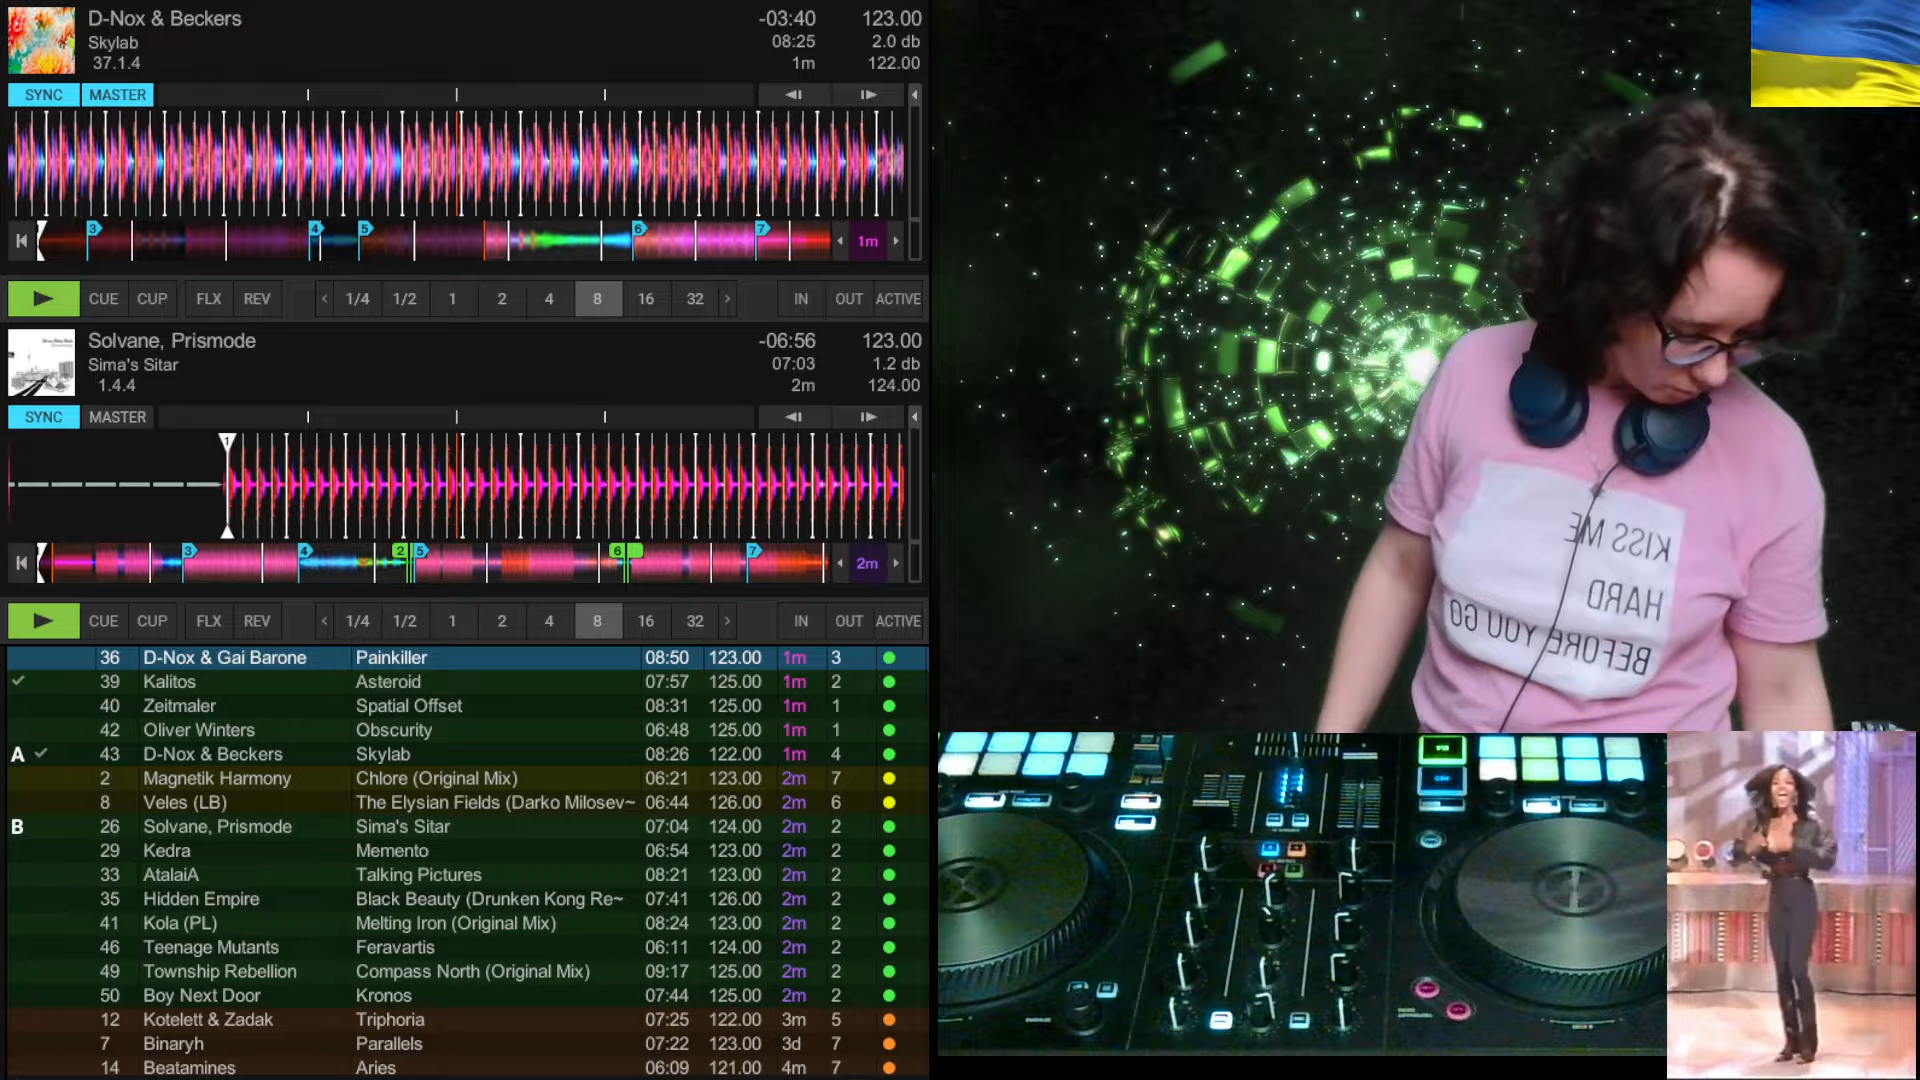 D-Nox & Beckers -03:40 123.00
Skylab 08:25 2.0 db
37.1.4 1m 122.00
SYNC MASTER
3 4 5 6 7 1m
CUE CUP FLX REV 1/4 1/2 1 2 4 8 16 32 IN OUT ACTIVE
Solvane, Prismode -06:56 123.00
Sima's Sitar 07:03 1.2 db
1.4.4 2m 124.00
SYNC MASTER
1
3 4 2 5 6 7 2m
CUE CUP FLX REV 1/4 1/2 1 2 4 8 16 32 IN OUT ACTIVE
36 D-Nox & Gai Barone Painkiller 08:50 123.00 1m 3
39 Kalitos Asteroid 07:57 125.00 1m 2
40 Zeitmaler Spatial Offset 08:31 125.00 1m 1
42 Oliver Winters Obscurity 06:48 125.00 1m 1
A 43 D-Nox & Beckers Skylab 08:26 122.00 1m 4
2 Magnetik Harmony Chlore (Original Mix) 06:21 123.00 2m 7
8 Veles (LB) The Elysian Fields (Darko Milosev~ 06:44 126.00 2m 6
B 26 Solvane, Prismode Sima's Sitar 07:04 124.00 2m 2
29 Kedra Memento 06:54 123.00 2m 2
33 AtalaiA Talking Pictures 08:21 123.00 2m 2
35 Hidden Empire Black Beauty (Drunken Kong Re~ 07:41 126.00 2m 2
41 Kola (PL) Melting Iron (Original Mix) 08:24 123.00 2m 2
46 Teenage Mutants Feravartis 06:11 124.00 2m 2
49 Township Rebellion Compass North (Original Mix) 09:17 125.00 2m 2
50 Boy Next Door Kronos 07:44 125.00 2m 2
12 Kotelett & Zadak Triphoria 07:25 122.00 3m 5
7 Binaryh Parallels 07:22 123.00 3d 7
14 Beatamines Aries 06:09 121.00 4m 7
KISS ME
HARD
BEFORE YOU GO